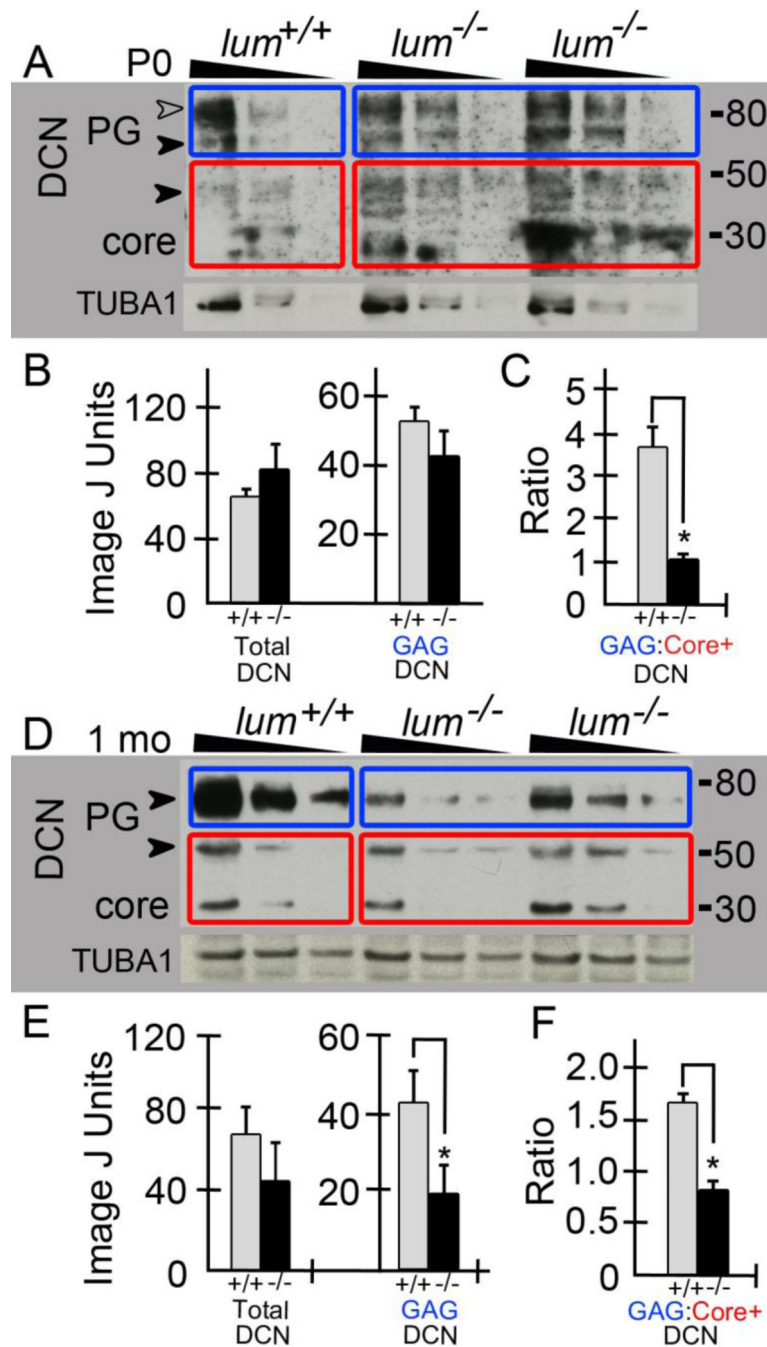 A P0 lum+/+ lum-/- lum-/-
DCN
PG
core
TUBA1
-80
-50
-30
B
Image J Units
120
80
40
0
+/+ -/-
Total
DCN
60
40
20
+/+ -/-
GAG
DCN
C
Ratio
5
4
3
2
1
0
+/+ -/-
*
GAG:Core+
DCN
D 1 mo lum+/+ lum-/- lum-/-
DCN
PG
core
TUBA1
-80
-50
-30
E
Image J Units
120
80
40
0
+/+ -/-
Total
DCN
60
40
20
*
+/+ -/-
GAG
DCN
F
Ratio
2.0
1.5
1.0
0.5
0
*
+/+ -/-
GAG:Core+
DCN